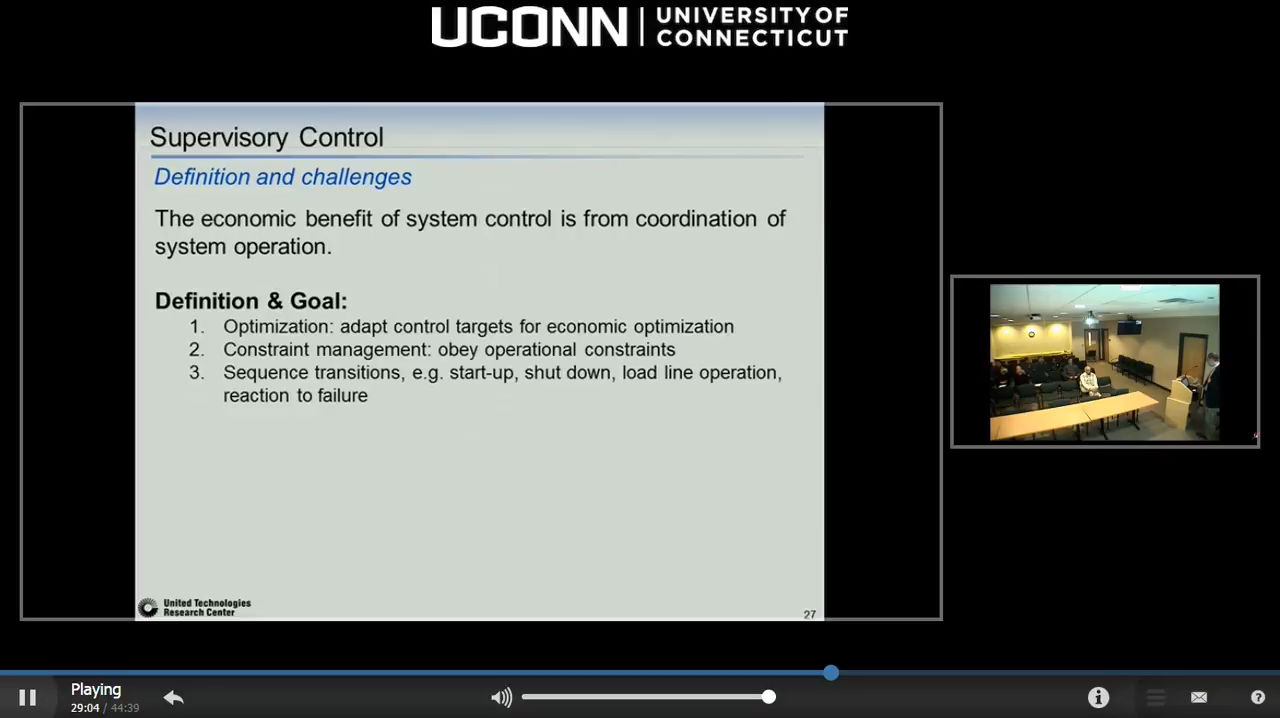 UCONN
UNIVERSITY OF
CONNECTICUT
Supervisory Control
Definition and challenges
The economic benefit of system control is from coordination of
system operation.
Definition & Goal:
1. Optimization: adapt control targets for economic optimization
2. Constraint management: obey operational constraints
3. Sequence transitions, e.g. start-up, shut down, load line operation,
reaction to failure
United Technologies
Research Center
27
Playing
29:04 / 44:39